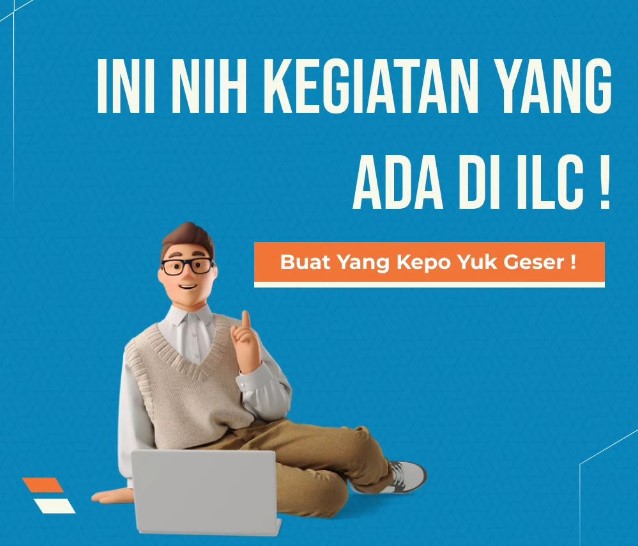 INI NIH KEGIATAN YANG
ADA DI ILC !
Buat Yang Kepo Yuk Geser !